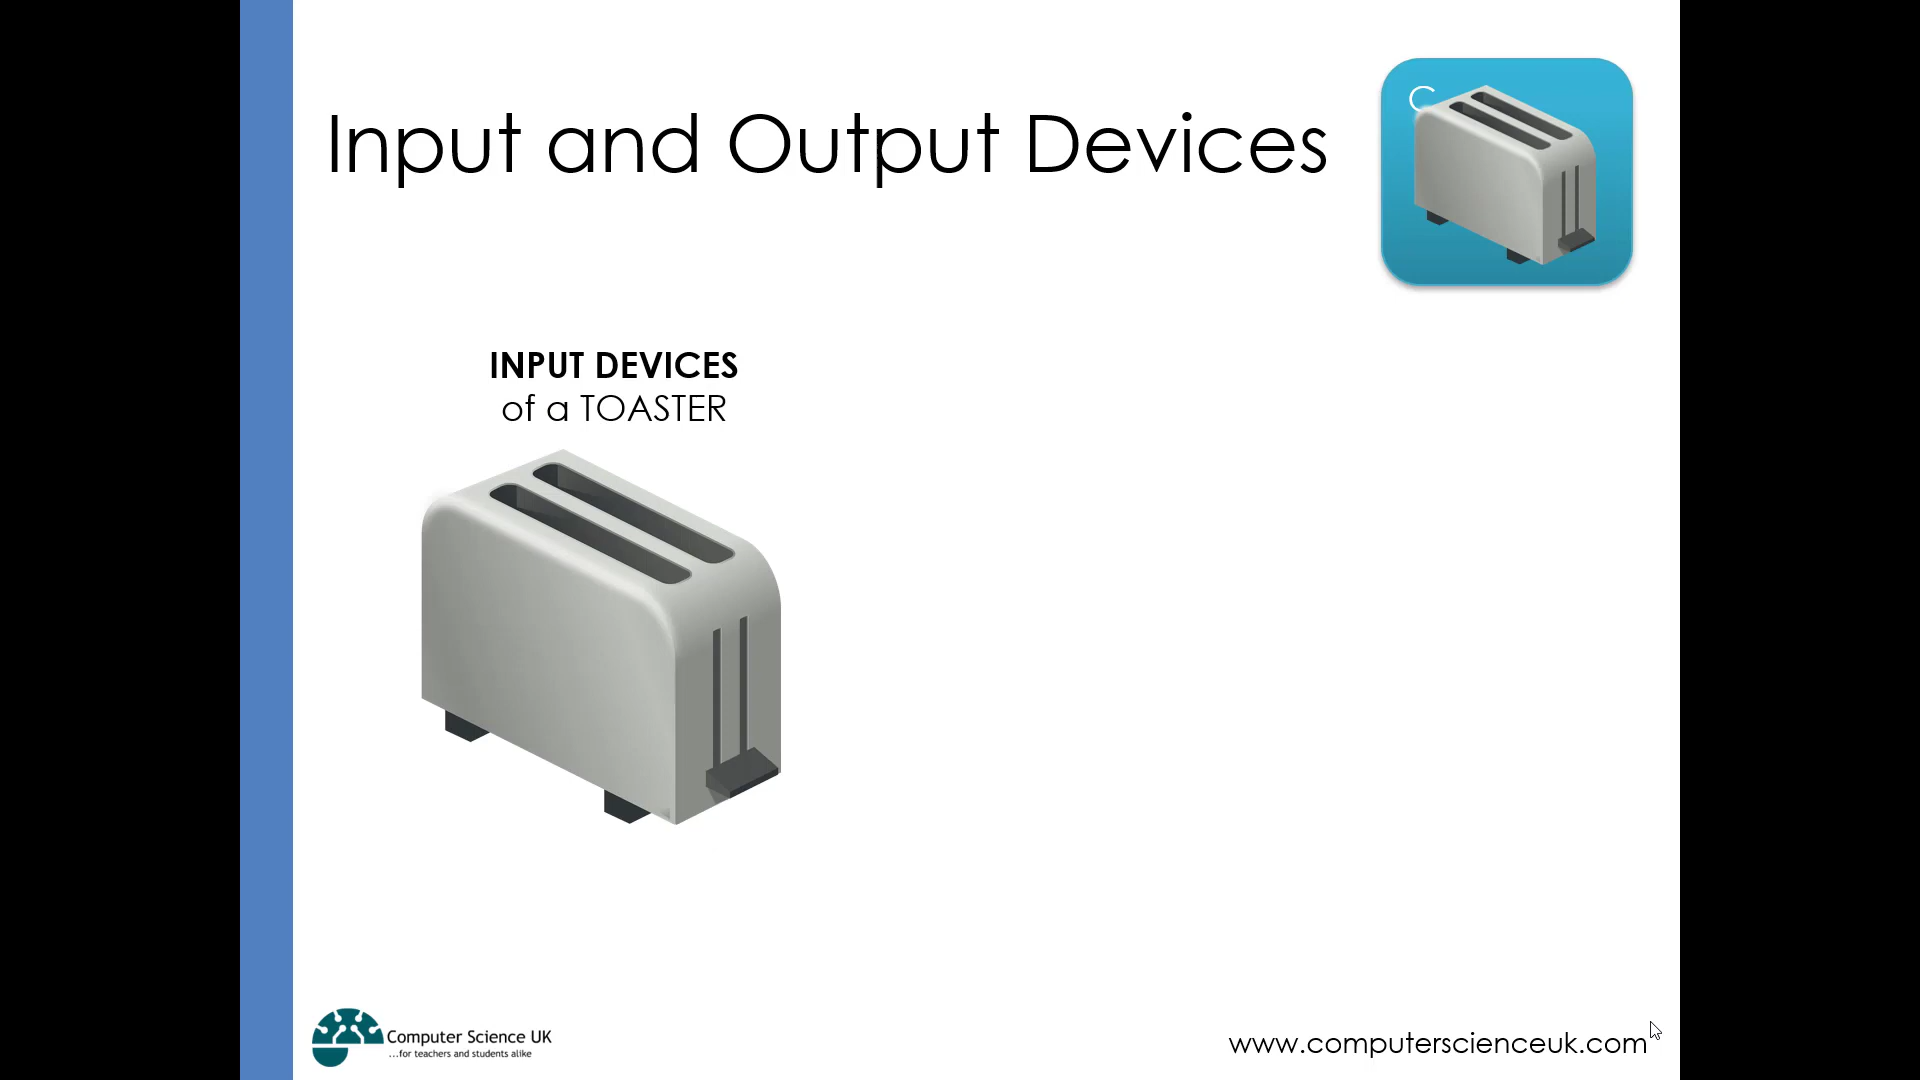 Input and Output Devices
INPUT DEVICES
of a TOASTER
Computer Science UK
...for teachers and students alike
www.computerscienceuk.com